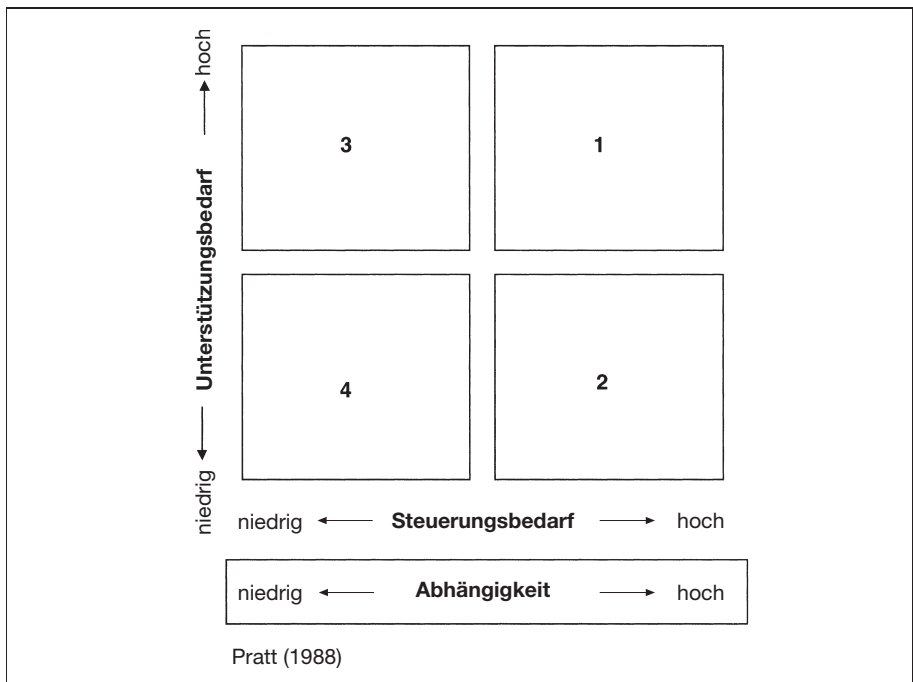 hoch
3
1
Unterstützungsbedarf
4
2
niedrig
niedrig Steuerungsbedarf hoch
niedrig Abhängigkeit hoch
Pratt (1988)